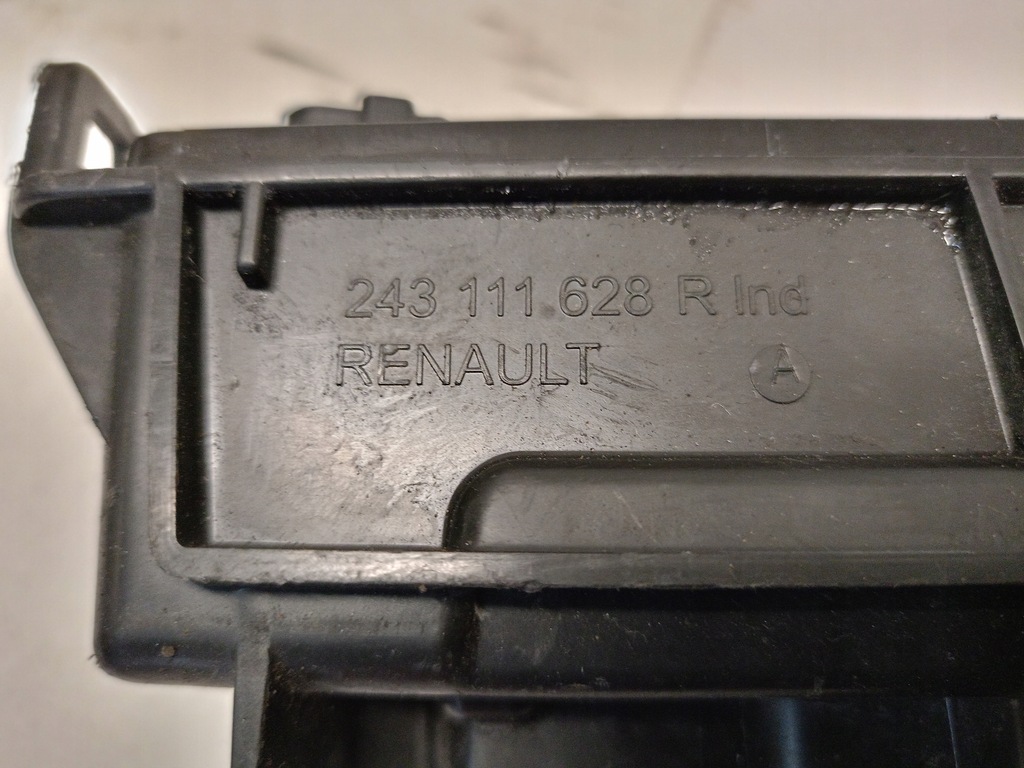 243 111 628 R Ind
RENAULT A